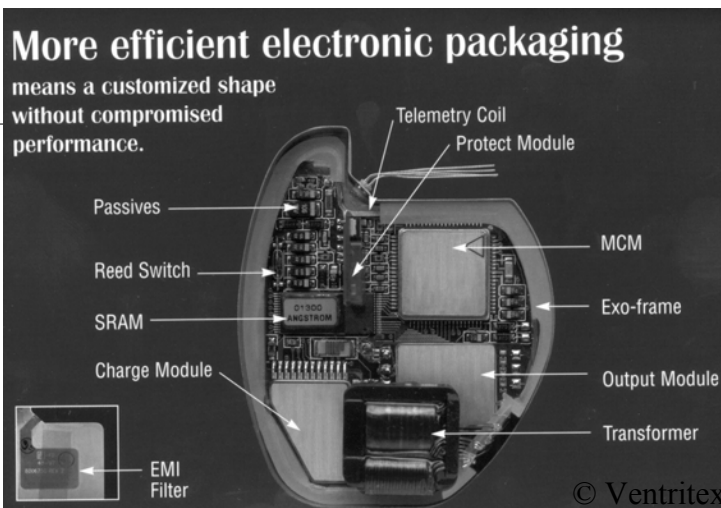 More efficient electronic packaging
means a customized shape
without compromised
performance.
Telemetry Coil
Protect Module
Passives
MCM
Reed Switch
Exo-frame
SRAM
ANGSTROM
Charge Module
Output Module
Transformer
EMI
Filter
© Ventritex